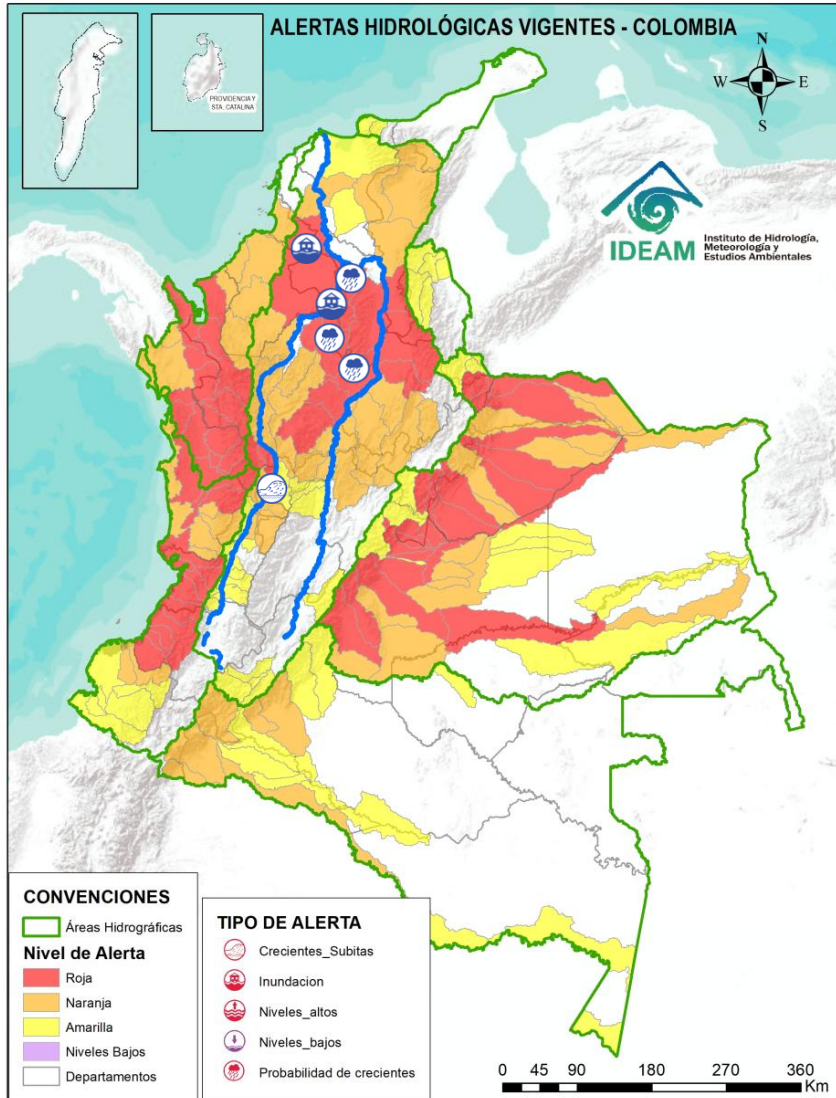 ALERTAS HIDROLÓGICAS VIGENTES - COLOMBIA
PROVIDENCIA Y
STA. CATALINA
N
W
E
S
IDEAM
Instituto de Hidrología,
Meteorología y
Estudios Ambientales
CONVENCIONES
Áreas Hidrográficas
Nivel de Alerta
Roja
Naranja
Amarilla
Niveles Bajos
Departamentos
TIPO DE ALERTA
Crecientes_Subitas
Inundacion
Niveles_altos
Niveles_bajos
Probabilidad de crecientes
0 45 90 180 270 360
Km